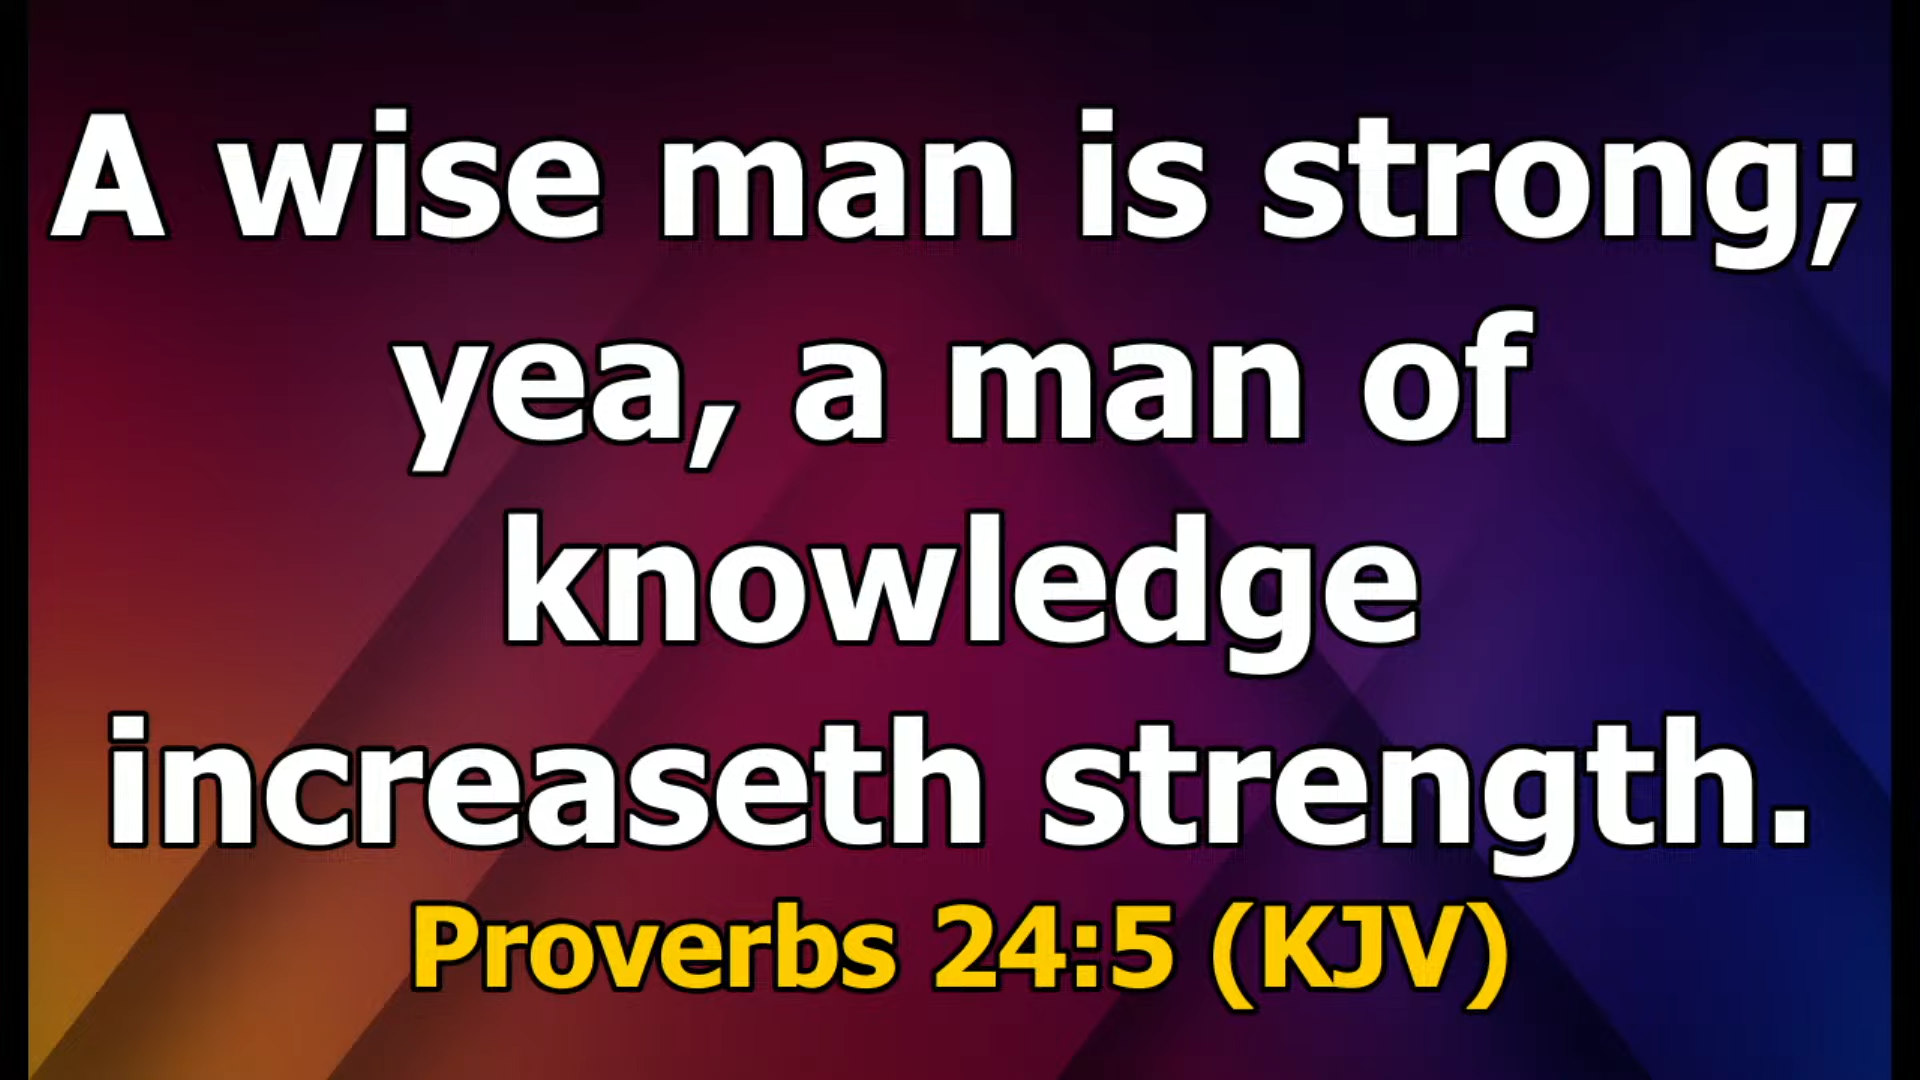 A wise man is strong;
yea, a man of
knowledge
increaseth strength.
Proverbs 24:5 (KJV)